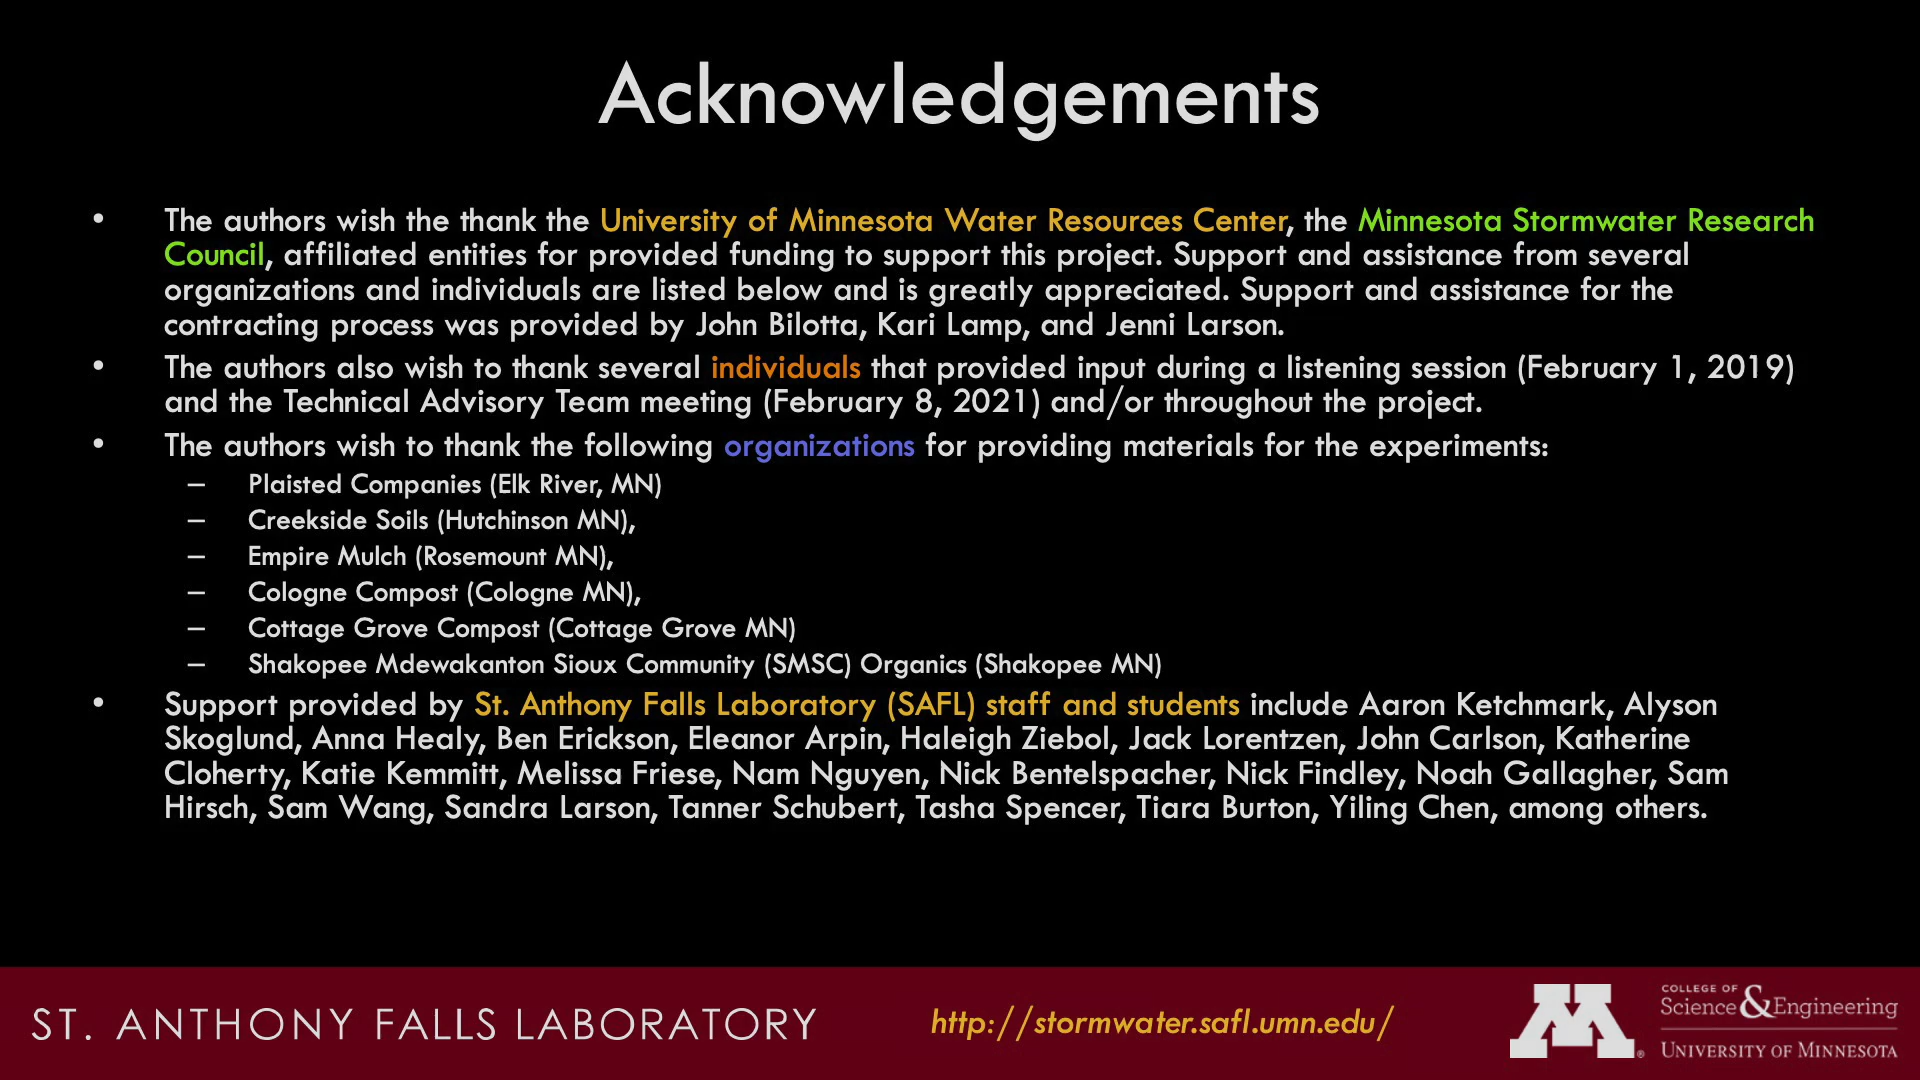 Acknowledgements
• The authors wish the thank the University of Minnesota Water Resources Center, the Minnesota Stormwater Research
Council, affiliated entities for provided funding to support this project. Support and assistance from several
organizations and individuals are listed below and is greatly appreciated. Support and assistance for the
contracting process was provided by John Bilotta, Kari Lamp, and Jenni Larson.
• The authors also wish to thank several individuals that provided input during a listening session (February 1, 2019)
and the Technical Advisory Team meeting (February 8, 2021) and/or throughout the project.
• The authors wish to thank the following organizations for providing materials for the experiments:
– Plaisted Companies (Elk River, MN)
– Creekside Soils (Hutchinson MN),
– Empire Mulch (Rosemount MN),
– Cologne Compost (Cologne MN),
– Cottage Grove Compost (Cottage Grove MN)
– Shakopee Mdewakanton Sioux Community (SMSC) Organics (Shakopee MN)
• Support provided by St. Anthony Falls Laboratory (SAFL) staff and students include Aaron Ketchmark, Alyson
Skoglund, Anna Healy, Ben Erickson, Eleanor Arpin, Haleigh Ziebol, Jack Lorentzen, John Carlson, Katherine
Cloherty, Katie Kemmitt, Melissa Friese, Nam Nguyen, Nick Bentelspacher, Nick Findley, Noah Gallagher, Sam
Hirsch, Sam Wang, Sandra Larson, Tanner Schubert, Tasha Spencer, Tiara Burton, Yiling Chen, among others.
ST. ANTHONY FALLS LABORATORY
http://stormwater.safl.umn.edu/
M®
COLLEGE OF
Science & Engineering
UNIVERSITY OF MINNESOTA